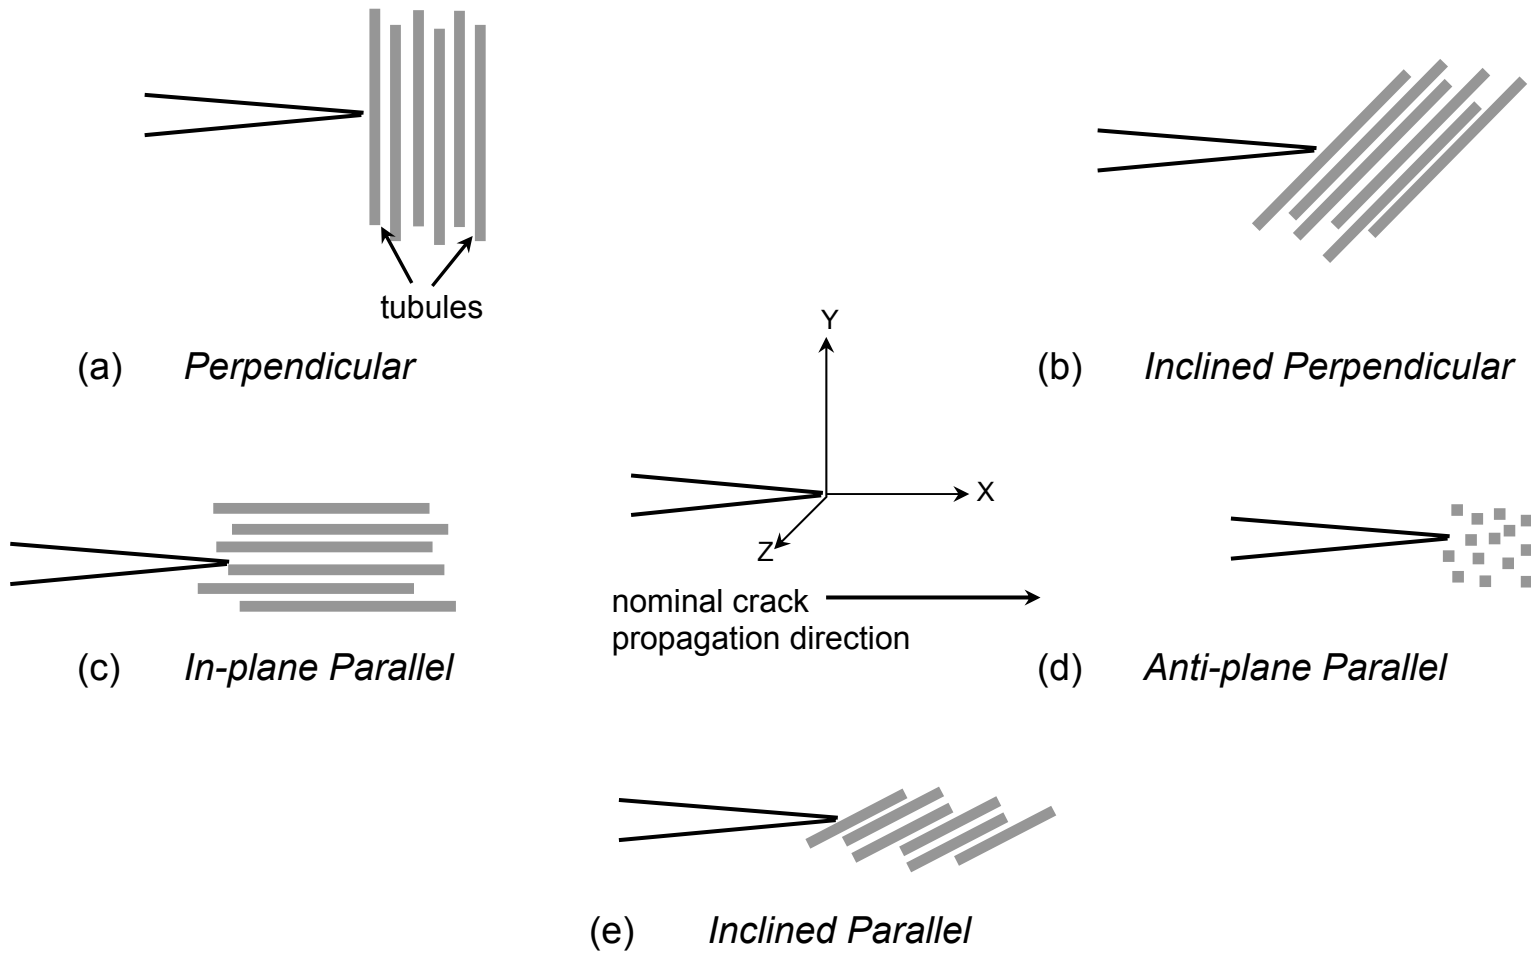 tubules
(a) Perpendicular
(b) Inclined Perpendicular
Y
X
Z
nominal crack
propagation direction
(c) In-plane Parallel
(d) Anti-plane Parallel
(e) Inclined Parallel